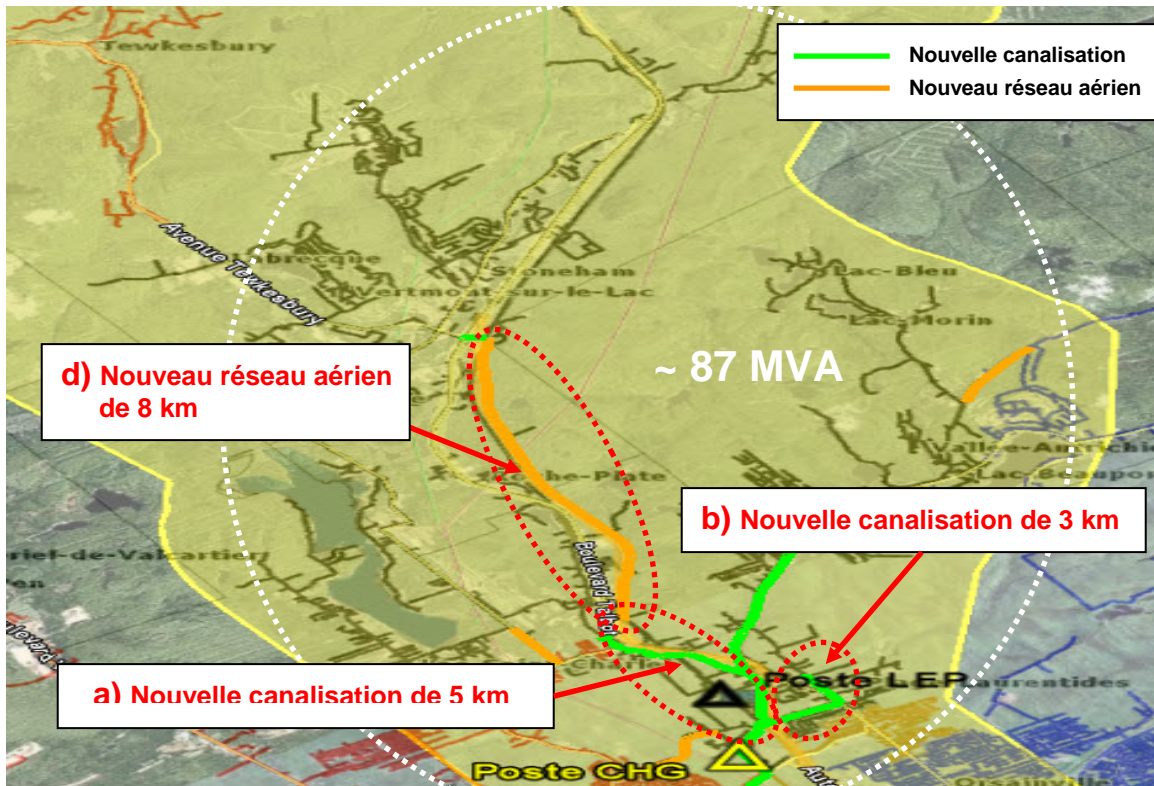 Nouvelle canalisation
Nouveau réseau aérien
Tewkesbury
Avenue Tewkesbury
Stoneham
Vertmont-sur-le-Lac
Lac-Bleu
Lac-Morin
d) Nouveau réseau aérien
de 8 km
~ 87 MVA
b) Nouvelle canalisation de 3 km
Boulevard Talbot
a) Nouvelle canalisation de 5 km
Poste LEP
Poste CHG
Orsainville